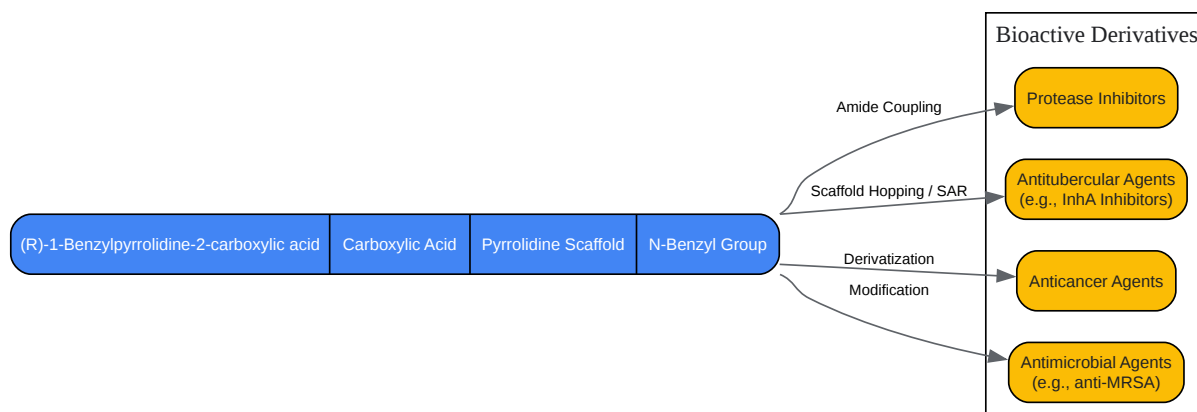 Bioactive Derivatives
Amide Coupling
Protease Inhibitors
Scaffold Hopping / SAR
Antitubercular Agents
(e.g., InhA Inhibitors)
(R)-1-Benzylpyrrolidine-2-carboxylic acid
Carboxylic Acid
Pyrrolidine Scaffold
N-Benzyl Group
Derivatization
Anticancer Agents
Modification
Antimicrobial Agents
(e.g., anti-MRSA)